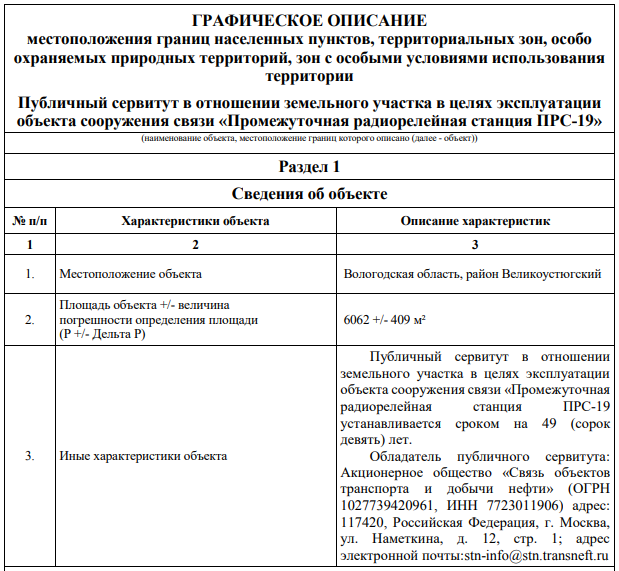 ГРАФИЧЕСКОЕ ОПИСАНИЕ
местоположения границ населенных пунктов, территориальных зон, особо
охраняемых природных территорий, зон с особыми условиями использования
территории
Публичный сервитут в отношении земельного участка в целях эксплуатации
объекта сооружения связи «Промежуточная радиорелейная станция ПРС-19»
(наименование объекта, местоположение границ которого описано (далее - объект))
Раздел 1
Сведения об объекте
№ п/п Характеристики объекта Описание характеристик
1 2 3
1. Местоположение объекта Вологодская область, район Великоустюгский
2. Площадь объекта +/- величина
погрешности определения площади
(Р +/- Дельта Р)
6062 +/- 409 м²
3. Иные характеристики объекта
Публичный сервитут в отношении
земельного участка в целях эксплуатации
объекта сооружения связи «Промежуточная
радиорелейная станция ПРС-19
устанавливается сроком на 49 (сорок
девять) лет.
Обладатель публичного сервитута:
Акционерное общество «Связь объектов
транспорта и добычи нефти» (ОГРН
1027739420961, ИНН 7723011906) адрес:
117420, Российская Федерация, г. Москва,
ул. Наметкина, д. 12, стр. 1; адрес
электронной почты:stn-info@stn.transneft.ru